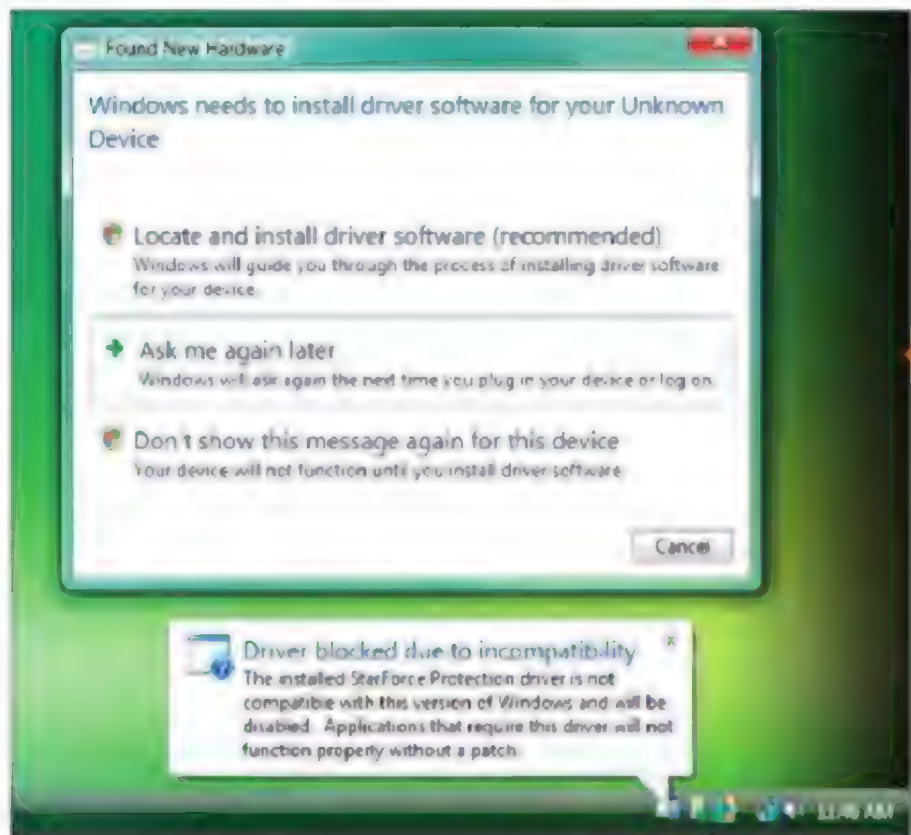 Found New Hardware
Windows needs to install driver software for your Unknown
Device
Locate and install driver software (recommended)
Windows will guide you through the process of installing driver software
for your device.
Ask me again later
Windows will ask again the next time you plug in your device or log on.
Don't show this message again for this device
Your device will not function until you install driver software.
Cancel
Driver blocked due to incompatibility
x
The installed StarForce Protection driver is not
compatible with this version of Windows and will be
disabled. Applications that require this driver will not
function properly without a patch.
11:46 AM